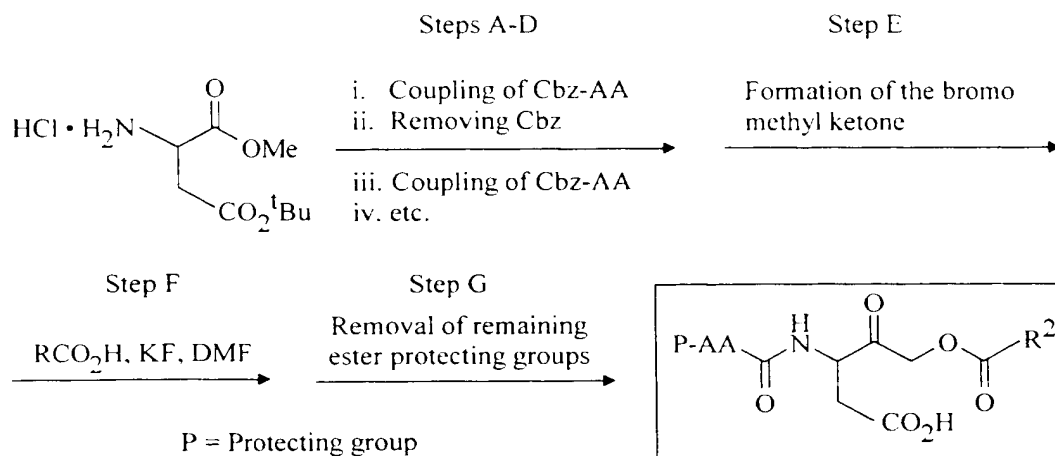 Steps A-D
Step E
i. Coupling of Cbz-AA
ii. Removing Cbz
iii. Coupling of Cbz-AA
iv. etc.
Formation of the bromo
methyl ketone
HCl • H₂N
O
OMe
CO₂ᵗBu
Step F
Step G
RCO₂H, KF, DMF
Removal of remaining
ester protecting groups
P = Protecting group
P-AA
H
N
O
O
R²
O
O
CO₂H